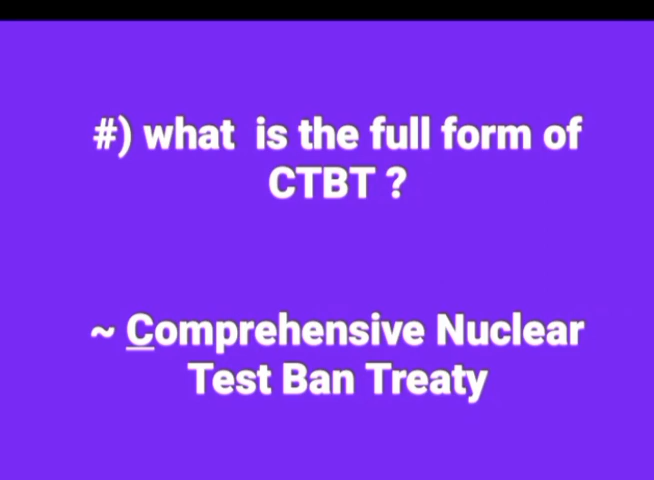 #) what is the full form of
CTBT ?
~ Comprehensive Nuclear
Test Ban Treaty